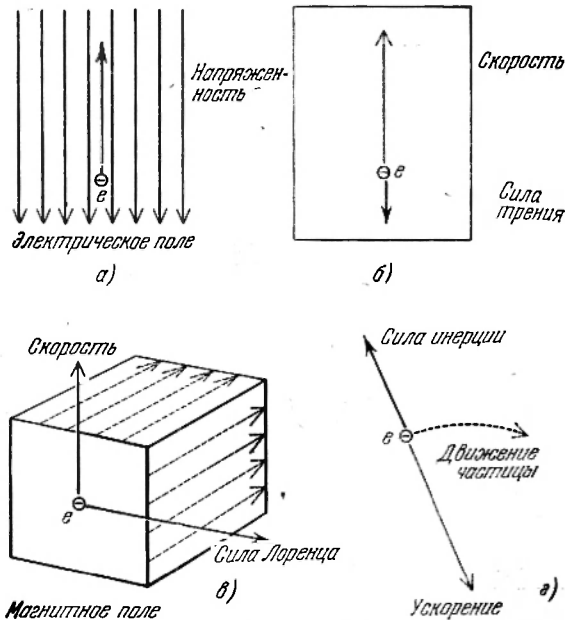 Напряжен-
ность
e
Электрическое поле
а)
Скорость
e
Сила
трения
б)
Скорость
e
Сила Лоренца
Магнитное поле
в)
Сила инерции
e
Движение
частицы
Ускорение
г)